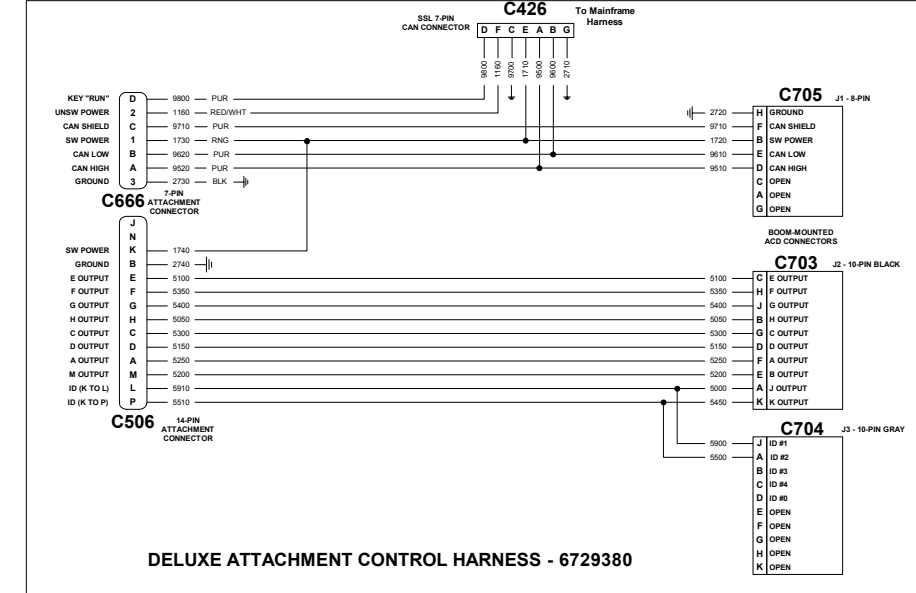 C426
SSL 7-PIN
CAN CONNECTOR
To Mainframe
Harness
D F C E A B G
9800 1160 9700 1710 9500 9600 2710
KEY "RUN" D 9800 PUR
UNSW POWER 2 1160 RED/WHT
CAN SHIELD C 9710 PUR
SW POWER 1 1730 RNG
CAN LOW B 9620 PUR
CAN HIGH A 9520 PUR
GROUND 3 2730 BLK
C666
7-PIN
ATTACHMENT
CONNECTOR
C705 J1 - 8-PIN
2720 H GROUND
9710 F CAN SHIELD
1720 B SW POWER
9610 E CAN LOW
9510 D CAN HIGH
C OPEN
A OPEN
G OPEN
BOOM-MOUNTED
ACD CONNECTORS
J
N
SW POWER K 1740
GROUND B 2740
E OUTPUT E 5100
F OUTPUT F 5350
G OUTPUT G 5400
H OUTPUT H 5050
C OUTPUT C 5300
D OUTPUT D 5150
A OUTPUT A 5250
M OUTPUT M 5200
ID (K TO L) L 5910
ID (K TO P) P 5510
C506
14-PIN
ATTACHMENT
CONNECTOR
C703 J2 - 10-PIN BLACK
5100 C E OUTPUT
5350 H F OUTPUT
5400 J G OUTPUT
5050 B H OUTPUT
5300 G C OUTPUT
5150 D D OUTPUT
5250 F A OUTPUT
5200 E B OUTPUT
5000 A J OUTPUT
5450 K K OUTPUT
C704 J3 - 10-PIN GRAY
5900 J ID #1
5500 A ID #2
B ID #3
C ID #4
D ID #0
E OPEN
F OPEN
G OPEN
H OPEN
K OPEN
DELUXE ATTACHMENT CONTROL HARNESS - 6729380